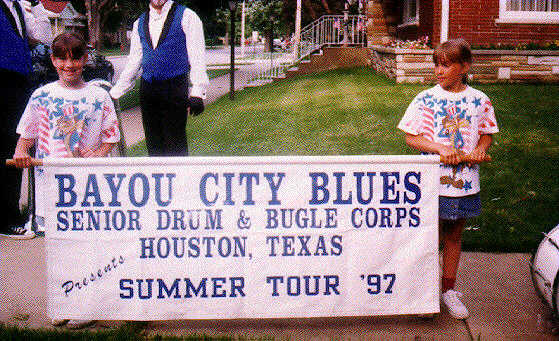 BAYOU CITY BLUES
SENIOR DRUM & BUGLE CORPS
HOUSTON, TEXAS
Presents
SUMMER TOUR '97